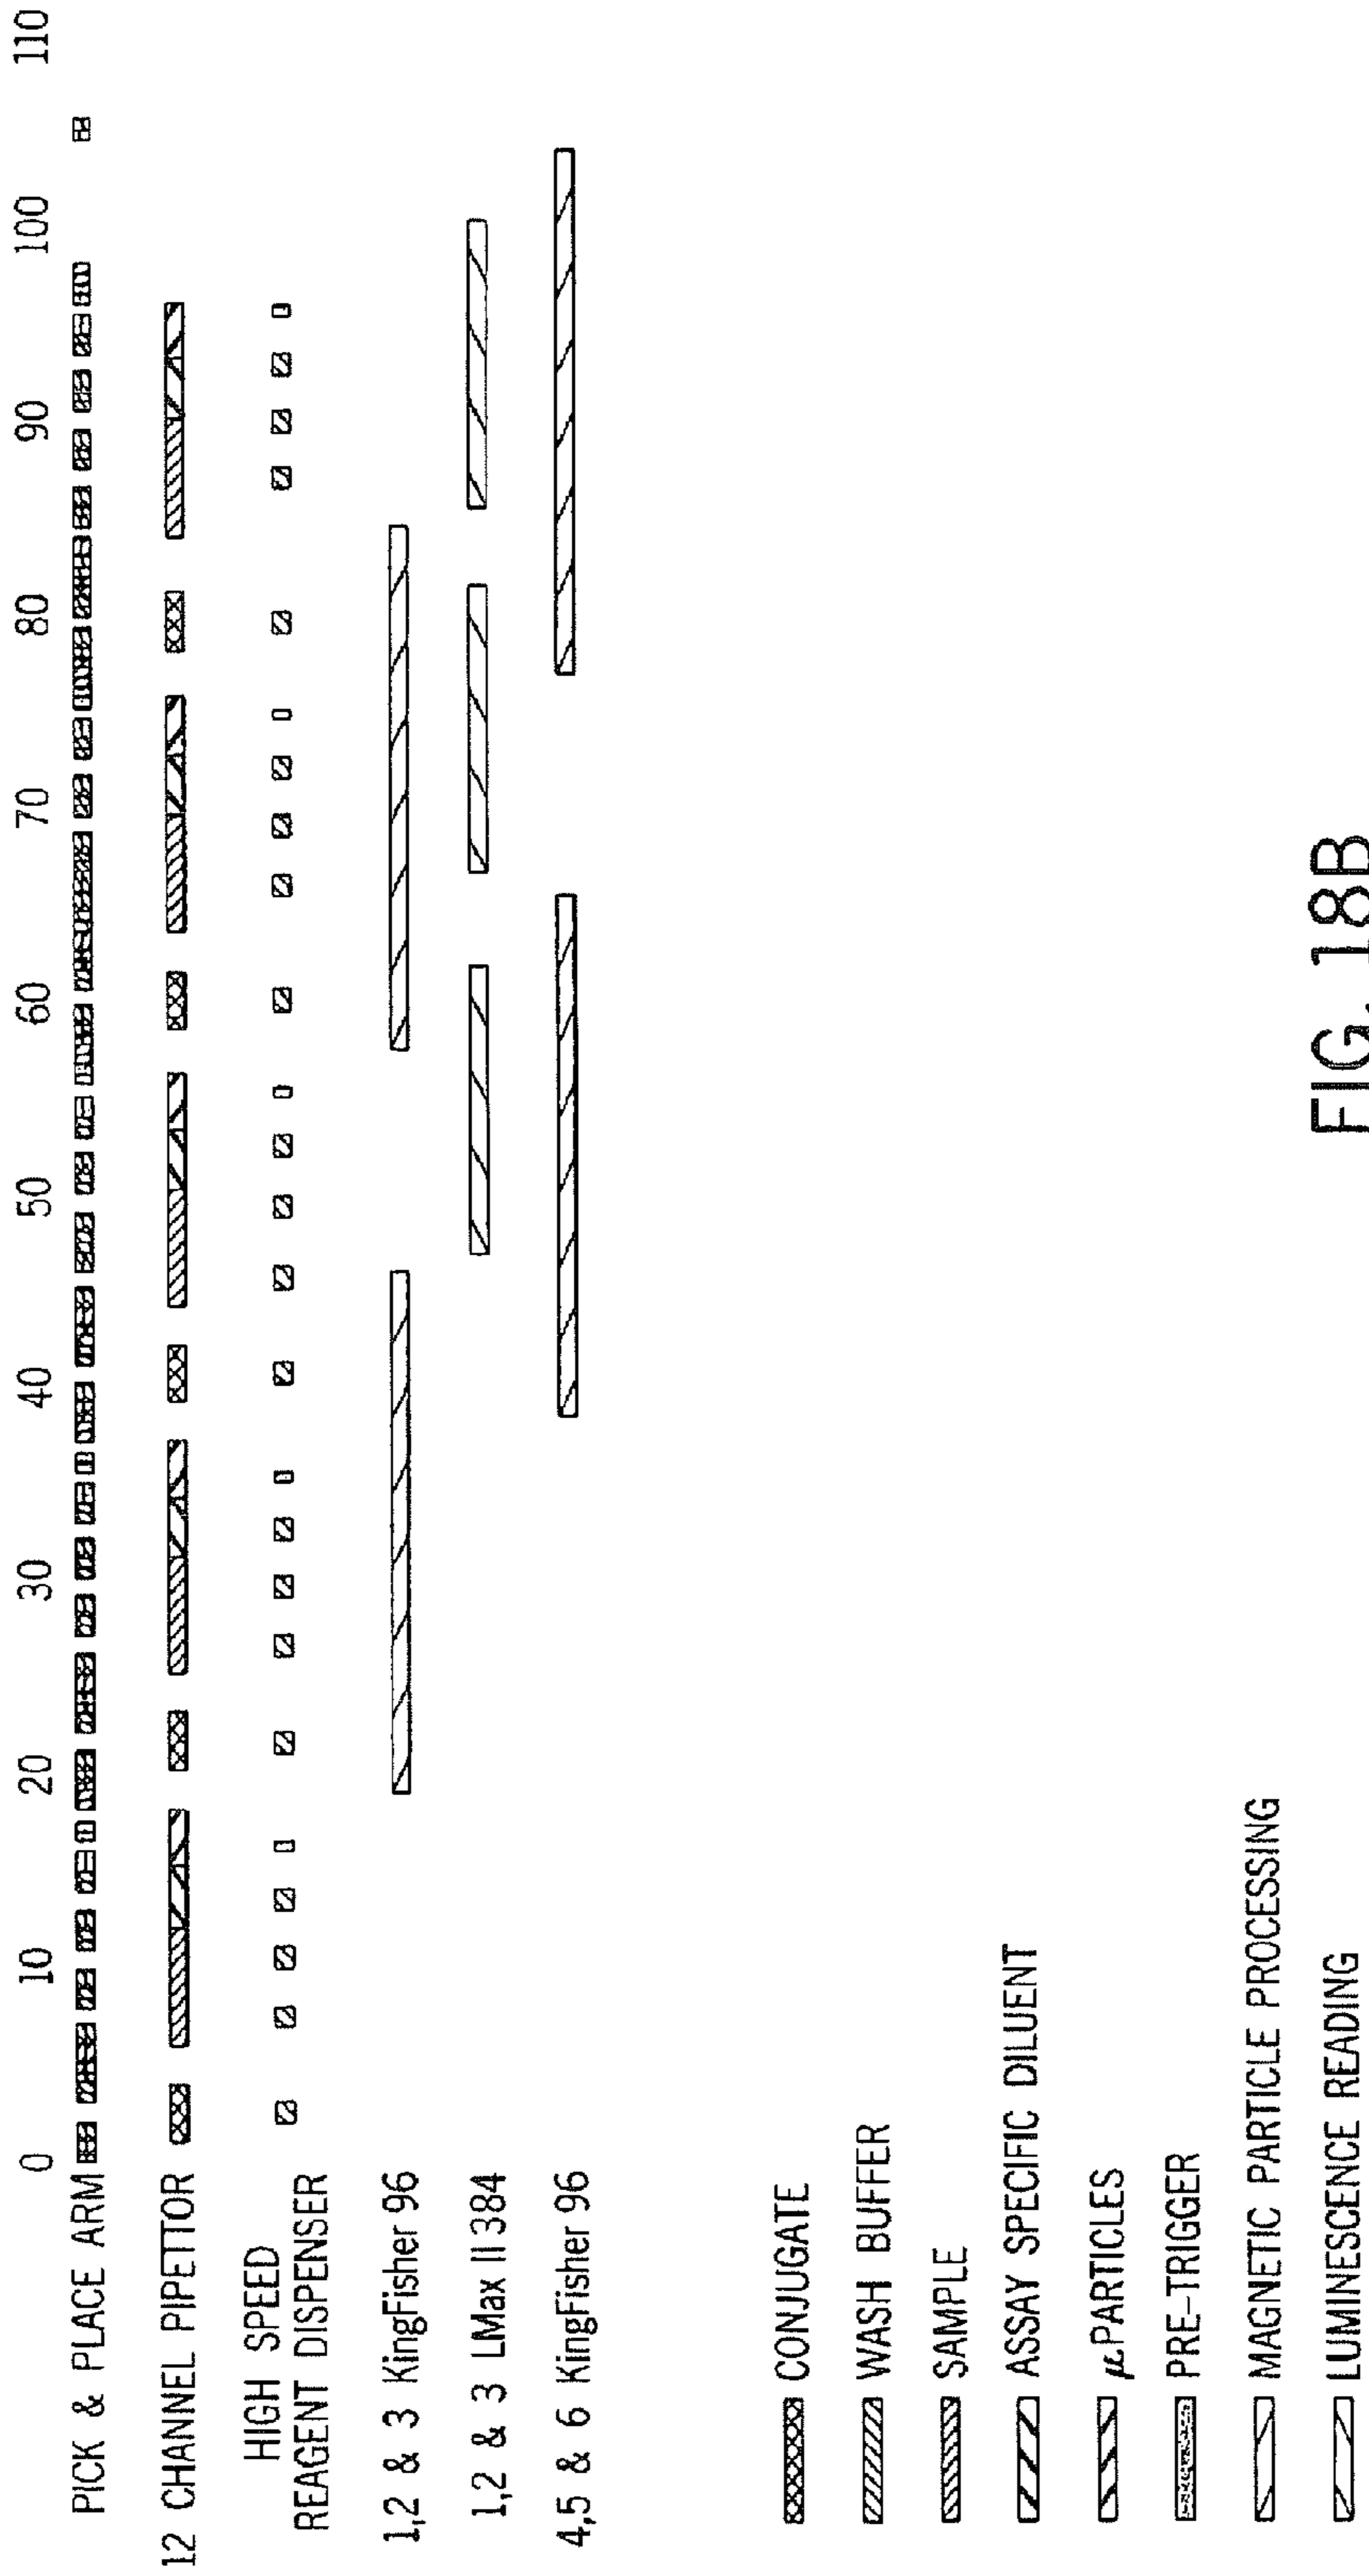 0 10 20 30 40 50 60 70 80 90 100 110
PICK & PLACE ARM
12 CHANNEL PIPETTOR
HIGH SPEED
REAGENT DISPENSER
1,2 & 3 KingFisher 96
1,2 & 3 LMax II 384
4,5 & 6 KingFisher 96
CONJUGATE
WASH BUFFER
SAMPLE
ASSAY SPECIFIC DILUENT
μPARTICLES
PRE-TRIGGER
MAGNETIC PARTICLE PROCESSING
LUMINESCENCE READING
FIG. 18B